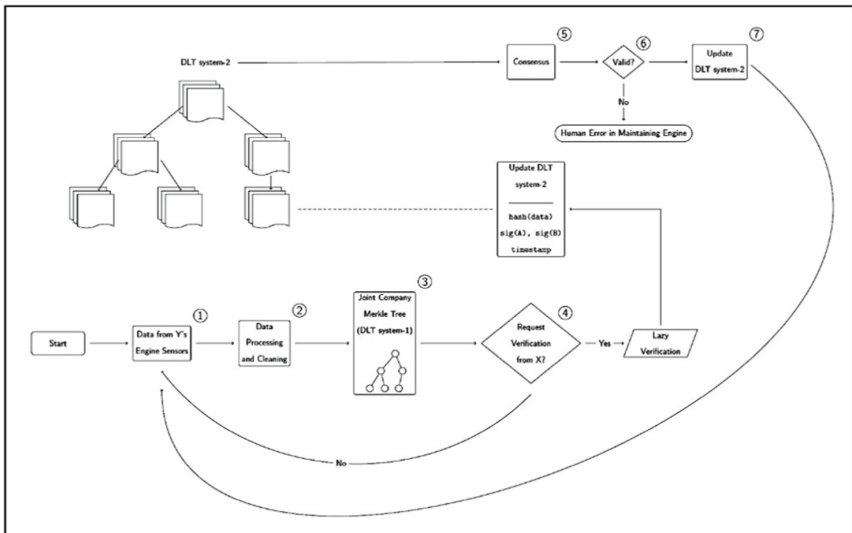 ⑤
⑥
⑦
DLT system-2
Consensus
Valid?
Update
DLT system-2
No
Human Error in Maintaining Engine
Update DLT
system-2
hash(data)
sig(A), sig(B)
timestamp
①
②
③
④
Start
Data from Y's
Engine Sensors
Data
Processing
and Cleaning
Joint Company
Merkle Tree
(DLT system-1)
Request
Verification
from X?
Yes
Lazy
Verification
No